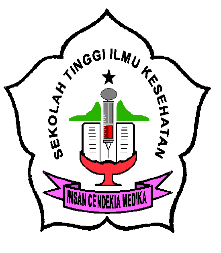 SEKOLAH TINGGI ILMU KESEHATAN
INSAN CENDEKIA MEDIKA